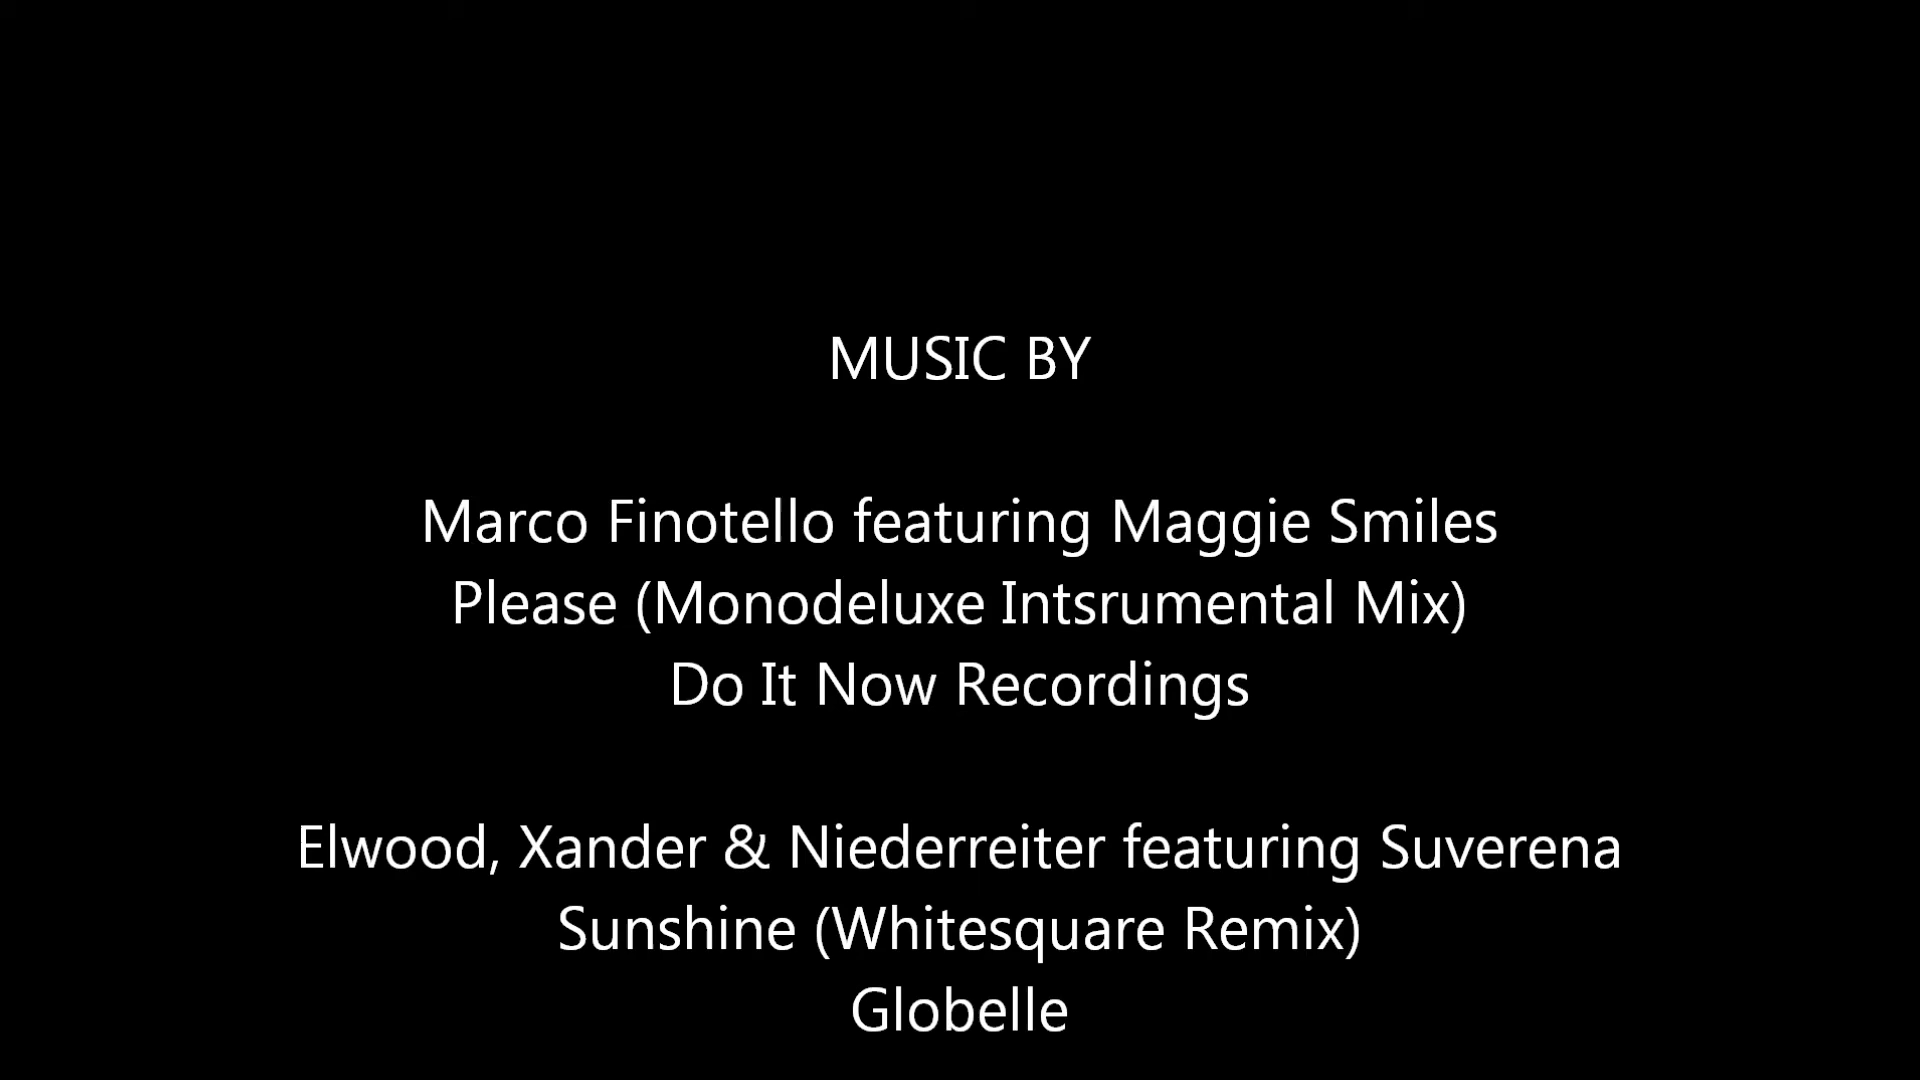 MUSIC BY
Marco Finotello featuring Maggie Smiles
Please (Monodeluxe Intsrumental Mix)
Do It Now Recordings
Elwood, Xander & Niederreiter featuring Suverena
Sunshine (Whitesquare Remix)
Globelle